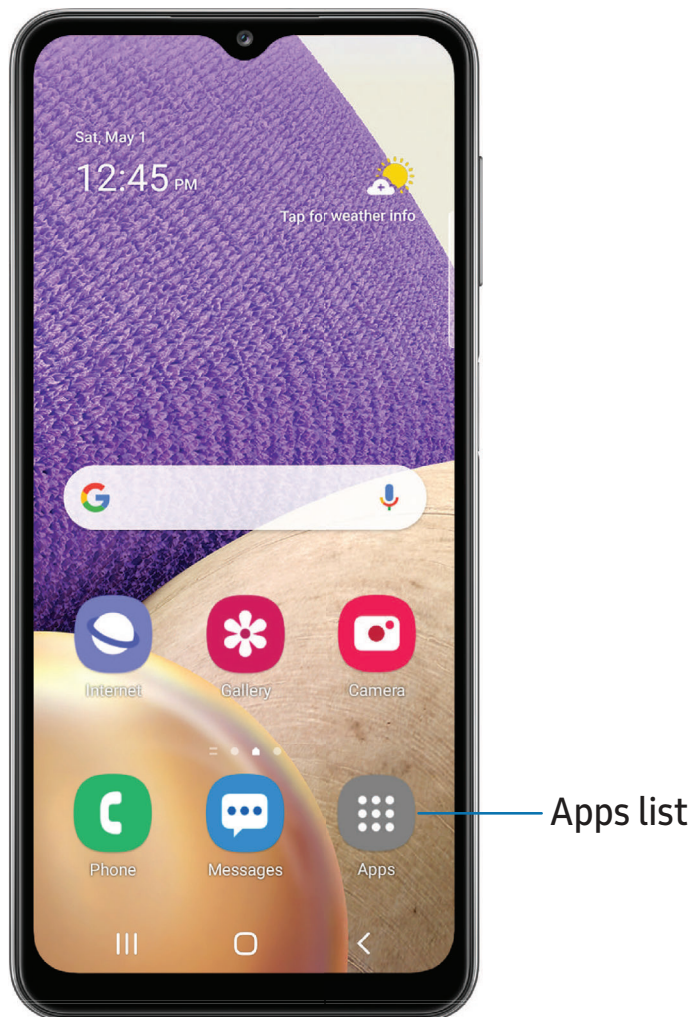 Sat, May 1
12:45 PM
Tap for weather info
G
Internet Gallery Camera
Phone Messages Apps
Apps list